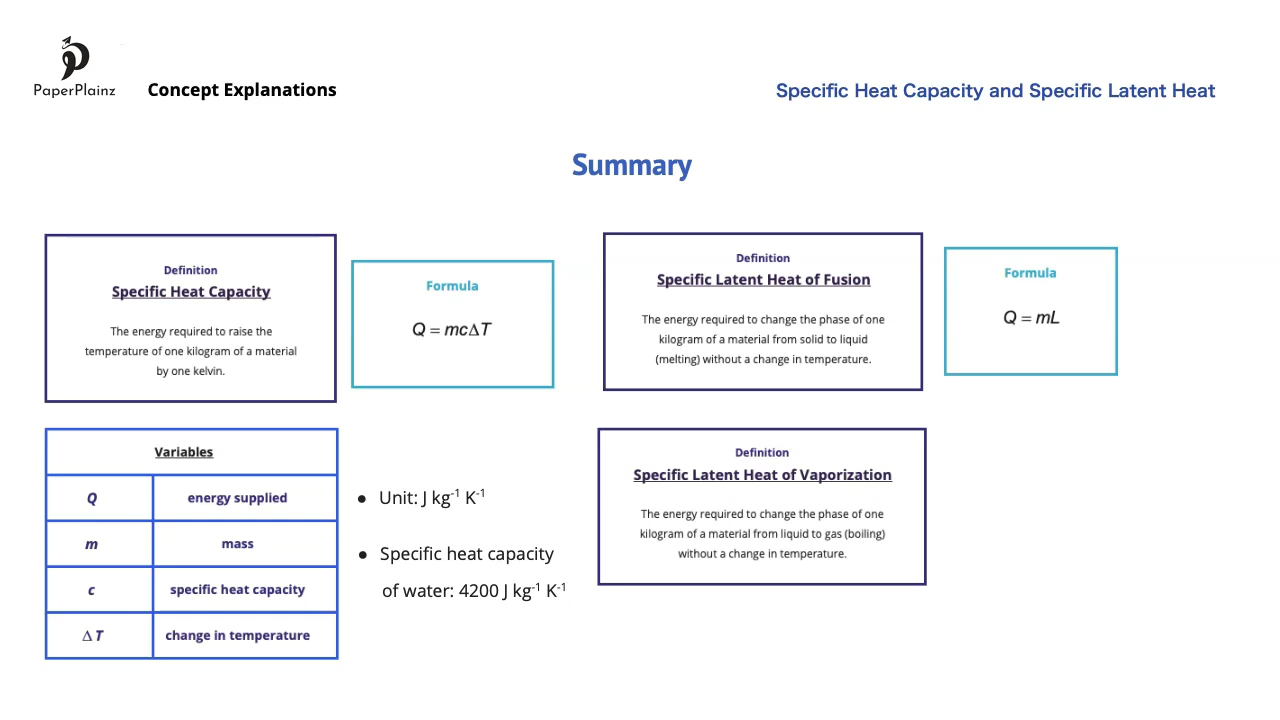 PaperPlainz
Concept Explanations
Specific Heat Capacity and Specific Latent Heat
Summary
Definition
Specific Heat Capacity
The energy required to raise the
temperature of one kilogram of a material
by one kelvin.
Formula
Q = mcΔT
Definition
Specific Latent Heat of Fusion
The energy required to change the phase of one
kilogram of a material from solid to liquid
(melting) without a change in temperature.
Formula
Q = mL
Variables
Q energy supplied
m mass
c specific heat capacity
Δ T change in temperature
• Unit: J kg⁻¹ K⁻¹
• Specific heat capacity
of water: 4200 J kg⁻¹ K⁻¹
Definition
Specific Latent Heat of Vaporization
The energy required to change the phase of one
kilogram of a material from liquid to gas (boiling)
without a change in temperature.